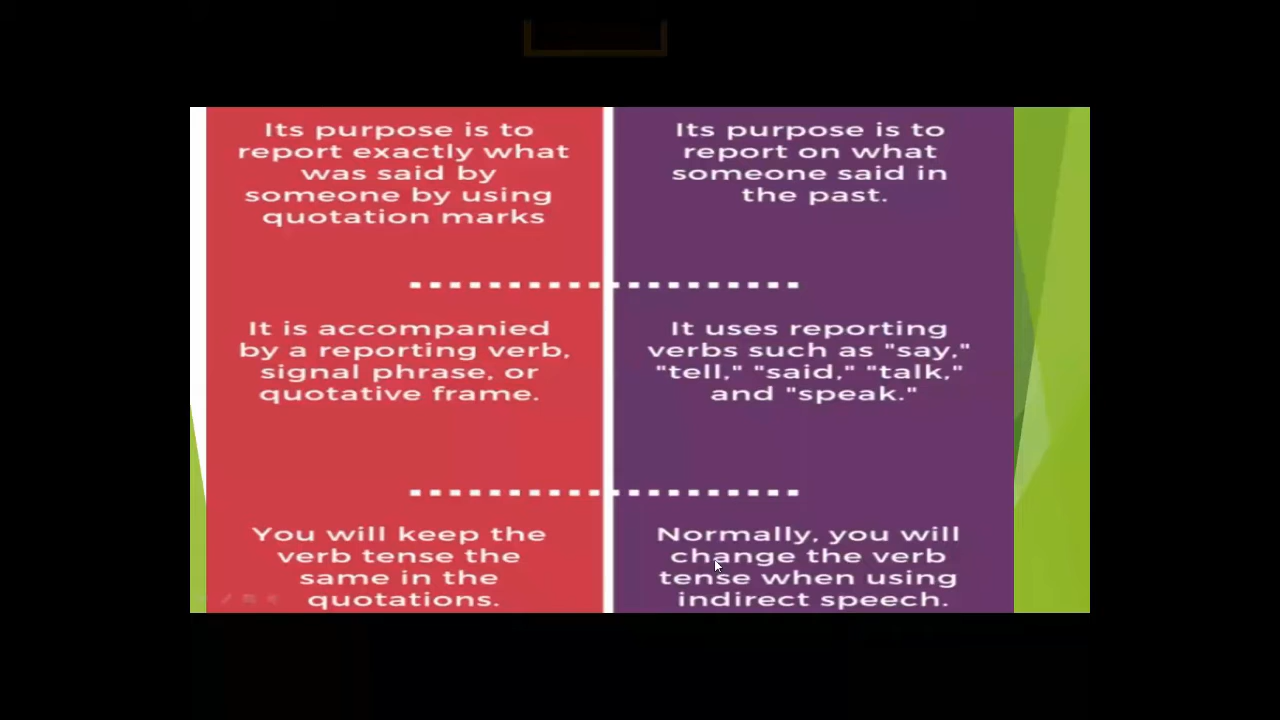 Its purpose is to
report exactly what
was said by
someone by using
quotation marks
Its purpose is to
report on what
someone said in
the past.
It is accompanied
by a reporting verb,
signal phrase, or
quotative frame.
It uses reporting
verbs such as "say,"
"tell," "said," "talk,"
and "speak."
You will keep the
verb tense the
same in the
quotations.
Normally, you will
change the verb
tense when using
indirect speech.